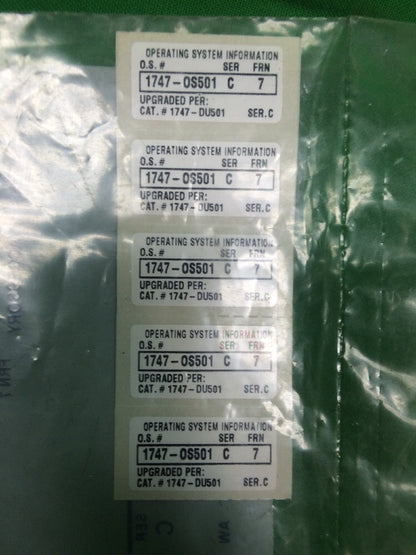 OPERATING SYSTEM INFORMATION
O.S. # SER FRN
1747-OS501 C 7
UPGRADED PER:
CAT. # 1747-DU501 SER.C
OPERATING SYSTEM INFORMATION
O.S. # SER FRN
1747-OS501 C 7
UPGRADED PER:
CAT. # 1747-DU501 SER.C
OPERATING SYSTEM INFORMATION
O.S. # SER FRN
1747-OS501 C 7
UPGRADED PER:
CAT. # 1747-DU501 SER.C
OPERATING SYSTEM INFORMATION
O.S. # SER FRN
1747-OS501 C 7
UPGRADED PER:
CAT. # 1747-DU501 SER.C
OPERATING SYSTEM INFORMATION
O.S. # SER FRN
1747-OS501 C 7
UPGRADED PER:
CAT. # 1747-DU501 SER.C
FRN 7
SER
C